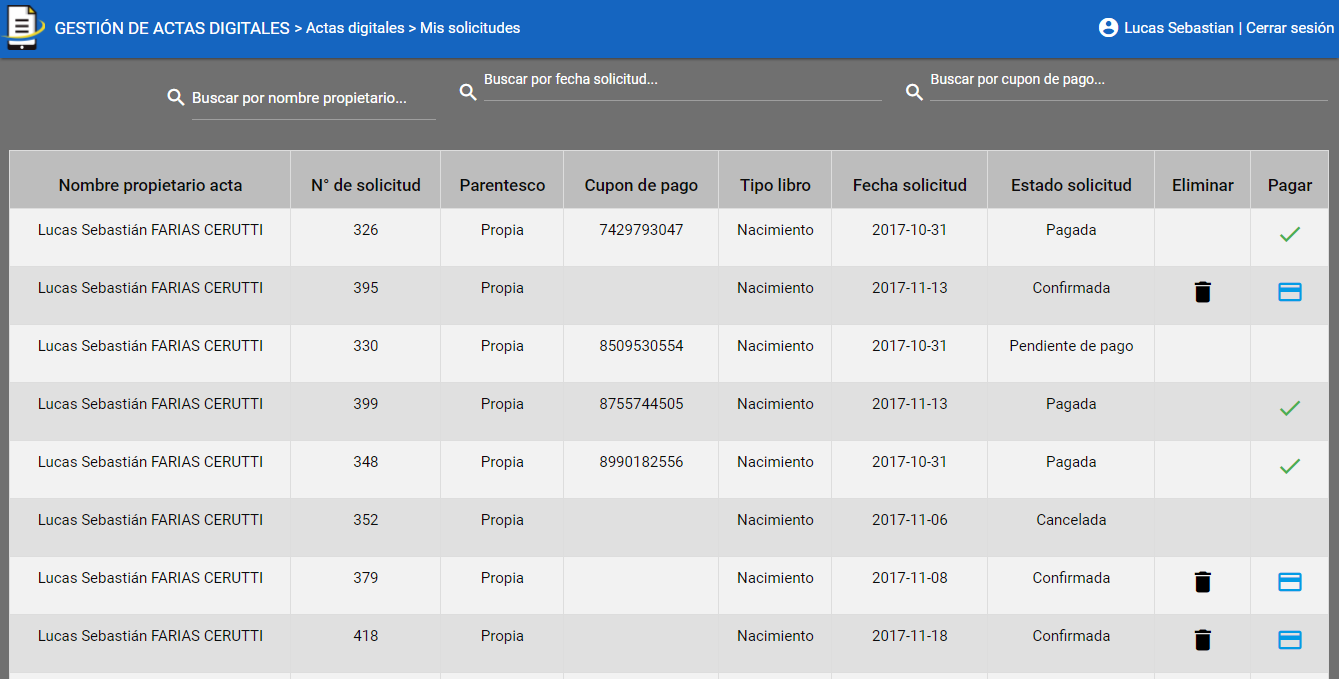 GESTIÓN DE ACTAS DIGITALES > Actas digitales > Mis solicitudes Lucas Sebastian | Cerrar sesión
Buscar por nombre propietario... Buscar por fecha solicitud... Buscar por cupon de pago...
Nombre propietario acta N° de solicitud Parentesco Cupon de pago Tipo libro Fecha solicitud Estado solicitud Eliminar Pagar
Lucas Sebastián FARIAS CERUTTI 326 Propia 7429793047 Nacimiento 2017-10-31 Pagada
Lucas Sebastián FARIAS CERUTTI 395 Propia Nacimiento 2017-11-13 Confirmada
Lucas Sebastián FARIAS CERUTTI 330 Propia 8509530554 Nacimiento 2017-10-31 Pendiente de pago
Lucas Sebastián FARIAS CERUTTI 399 Propia 8755744505 Nacimiento 2017-11-13 Pagada
Lucas Sebastián FARIAS CERUTTI 348 Propia 8990182556 Nacimiento 2017-10-31 Pagada
Lucas Sebastián FARIAS CERUTTI 352 Propia Nacimiento 2017-11-06 Cancelada
Lucas Sebastián FARIAS CERUTTI 379 Propia Nacimiento 2017-11-08 Confirmada
Lucas Sebastián FARIAS CERUTTI 418 Propia Nacimiento 2017-11-18 Confirmada